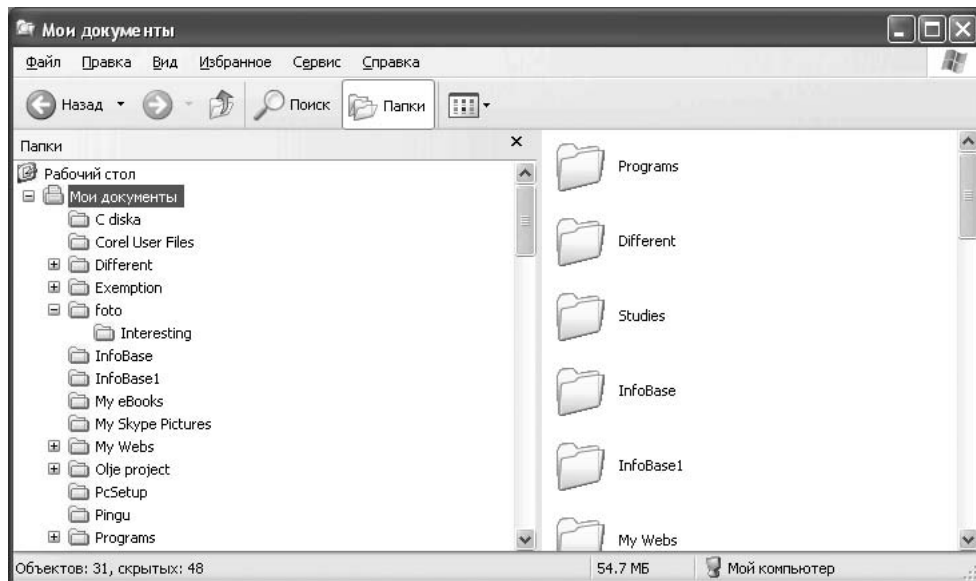 Мои документы
Файл Правка Вид Избранное Сервис Справка
Назад Поиск Папки
Папки
Рабочий стол
Мои документы
C diska
Corel User Files
Different
Exemption
foto
Interesting
InfoBase
InfoBase1
My eBooks
My Skype Pictures
My Webs
Olje project
PcSetup
Pingu
Programs
Programs
Different
Studies
InfoBase
InfoBase1
My Webs
Объектов: 31, скрытых: 48 54.7 МБ Мой компьютер